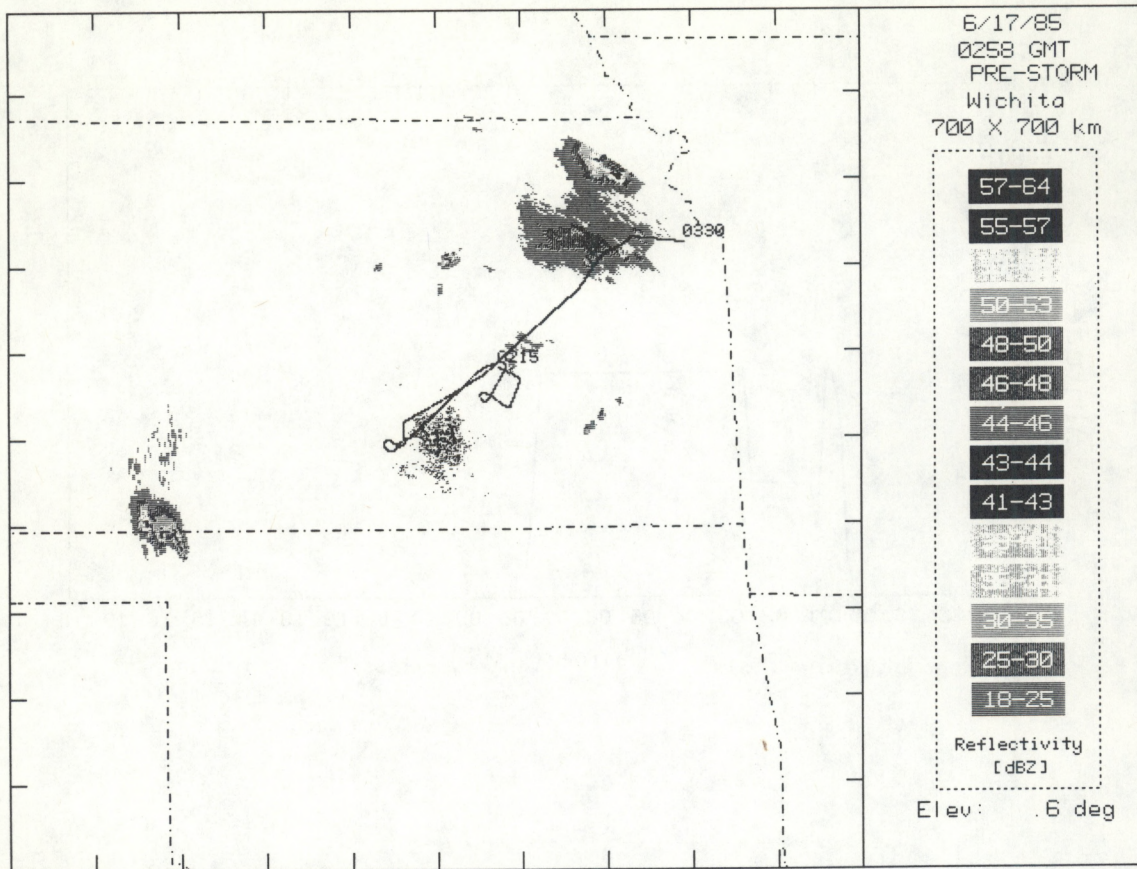 6/17/85
0258 GMT
PRE-STORM
Wichita
700 X 700 km
57-64
55-57
50-53
48-50
46-48
44-46
43-44
41-43
30-35
25-30
18-25
Reflectivity
[dBZ]
Elev: .6 deg
0330
0215